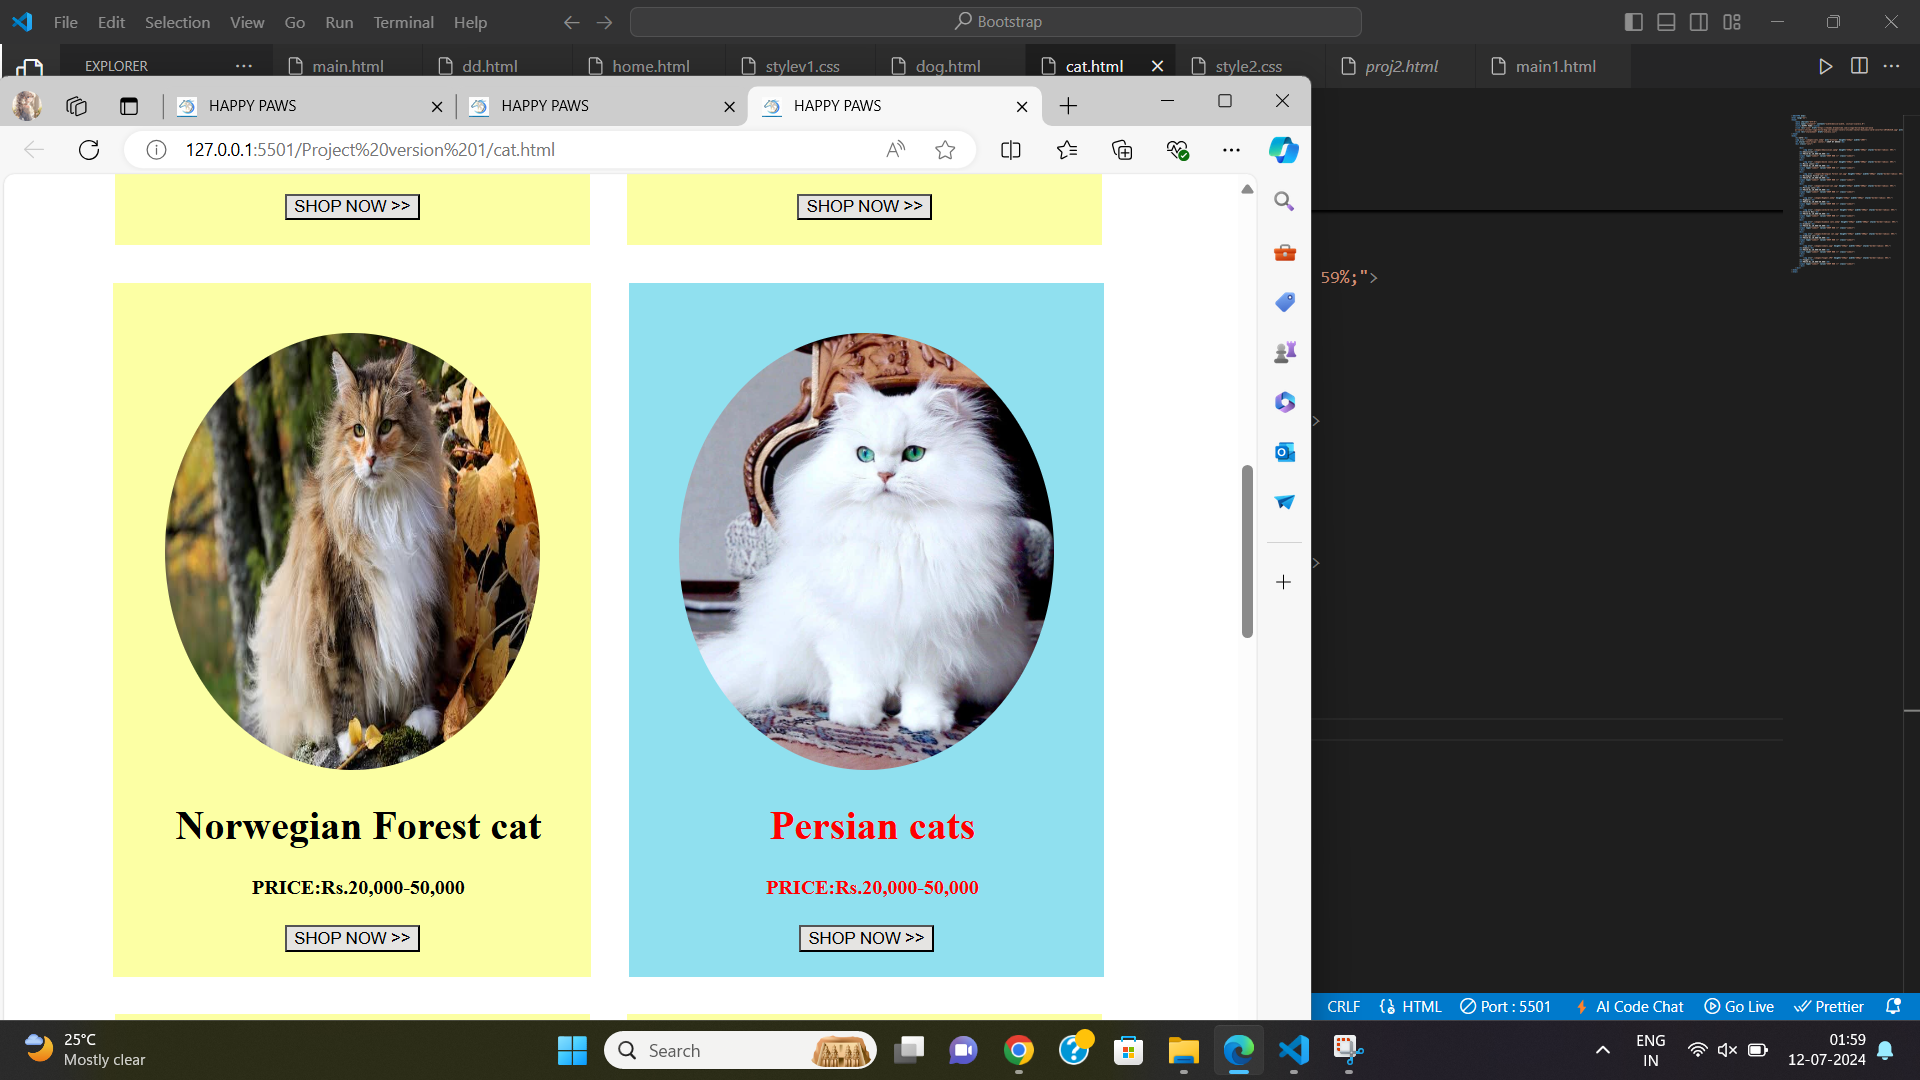 File Edit Selection View Go Run Terminal Help
Bootstrap
EXPLORER
main.html
dd.html
home.html
stylev1.css
dog.html
cat.html
style2.css
proj2.html
main1.html
HAPPY PAWS
HAPPY PAWS
HAPPY PAWS
127.0.0.1:5501/Project%20version%201/cat.html
SHOP NOW >>
SHOP NOW >>
59%;">
>
>
Norwegian Forest cat
PRICE:Rs.20,000-50,000
SHOP NOW >>
Persian cats
PRICE:Rs.20,000-50,000
SHOP NOW >>
CRLF {} HTML Port : 5501 AI Code Chat Go Live Prettier
25°C
Mostly clear
Search
ENG
IN
01:59
12-07-2024